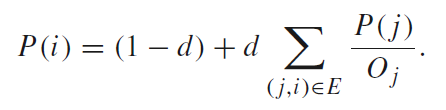 P(i) = (1 − d) + d ∑_{(j,i)∈E} P(j)/O_j.